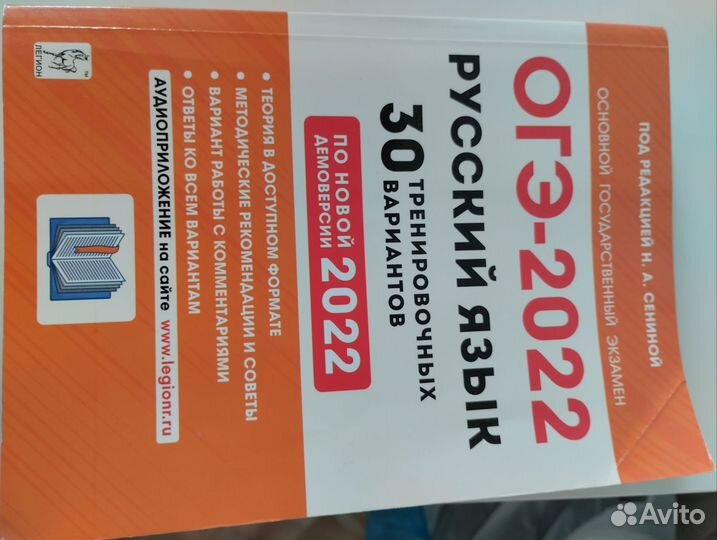 ПОД РЕДАКЦИЕЙ Н. А. СЕНИНОЙ
ОСНОВНОЙ ГОСУДАРСТВЕННЫЙ ЭКЗАМЕН
ОГЭ-2022
РУССКИЙ ЯЗЫК
30 ТРЕНИРОВОЧНЫХ
ВАРИАНТОВ
ПО НОВОЙ
ДЕМОВЕРСИИ
2022
• ТЕОРИЯ В ДОСТУПНОМ ФОРМАТЕ
• МЕТОДИЧЕСКИЕ РЕКОМЕНДАЦИИ И СОВЕТЫ
• ВАРИАНТ РАБОТЫ С КОММЕНТАРИЯМИ
• ОТВЕТЫ КО ВСЕМ ВАРИАНТАМ
АУДИОПРИЛОЖЕНИЕ на сайте www.legionr.ru
ЛЕГИОН
TM
Avito